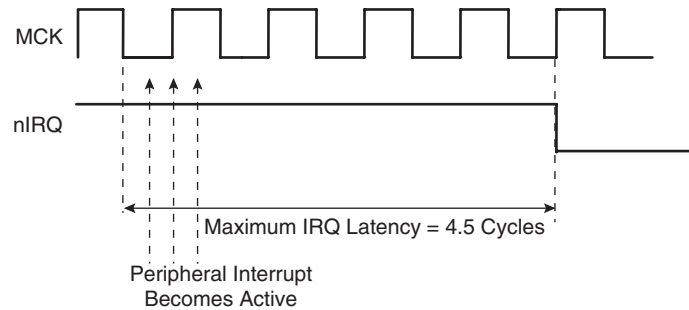 MCK
nIRQ
Maximum IRQ Latency = 4.5 Cycles
Peripheral Interrupt
Becomes Active